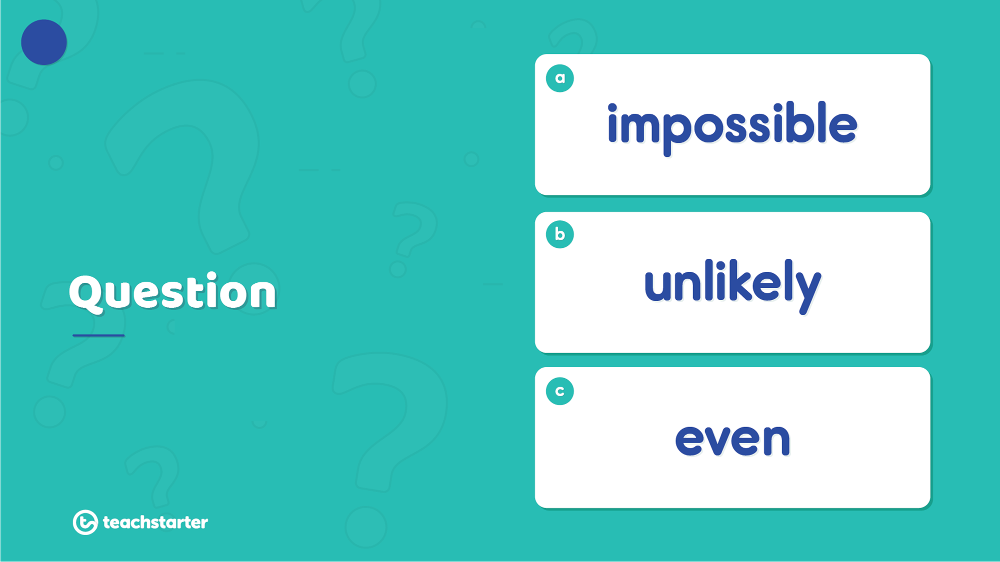 Question
a
impossible
b
unlikely
c
even
teachstarter